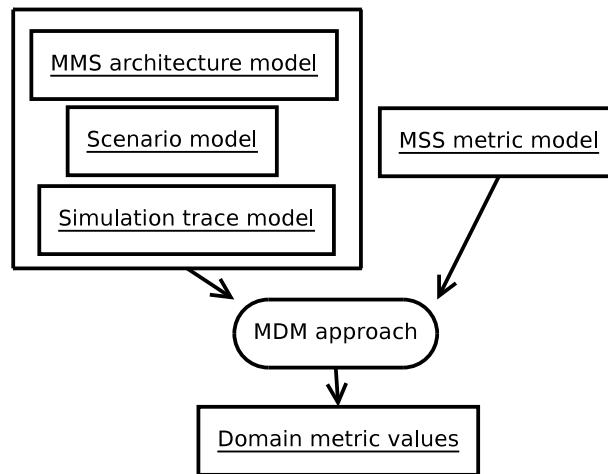 MMS architecture model
Scenario model
MSS metric model
Simulation trace model
MDM approach
Domain metric values